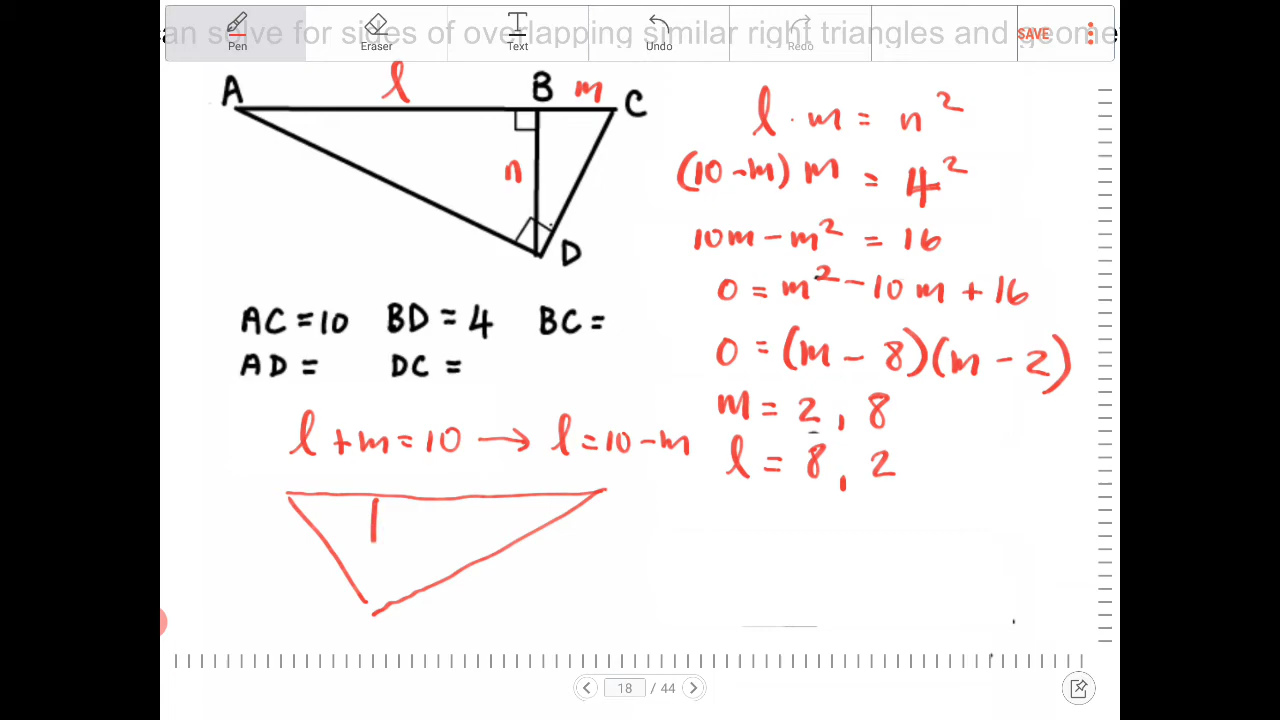 an solve for sides of overlapping similar right triangles and geome
Pen
Eraser
Text
Undo
Redo
SAVE
A
l
B
m
C
n
D
AC = 10 BD = 4 BC =
AD = DC =
l + m = 10 → l = 10 - m
l · m = n²
(10 - m) m = 4²
10m - m² = 16
0 = m² - 10m + 16
0 = (m - 8)(m - 2)
m = 2, 8
l = 8, 2
18 / 44